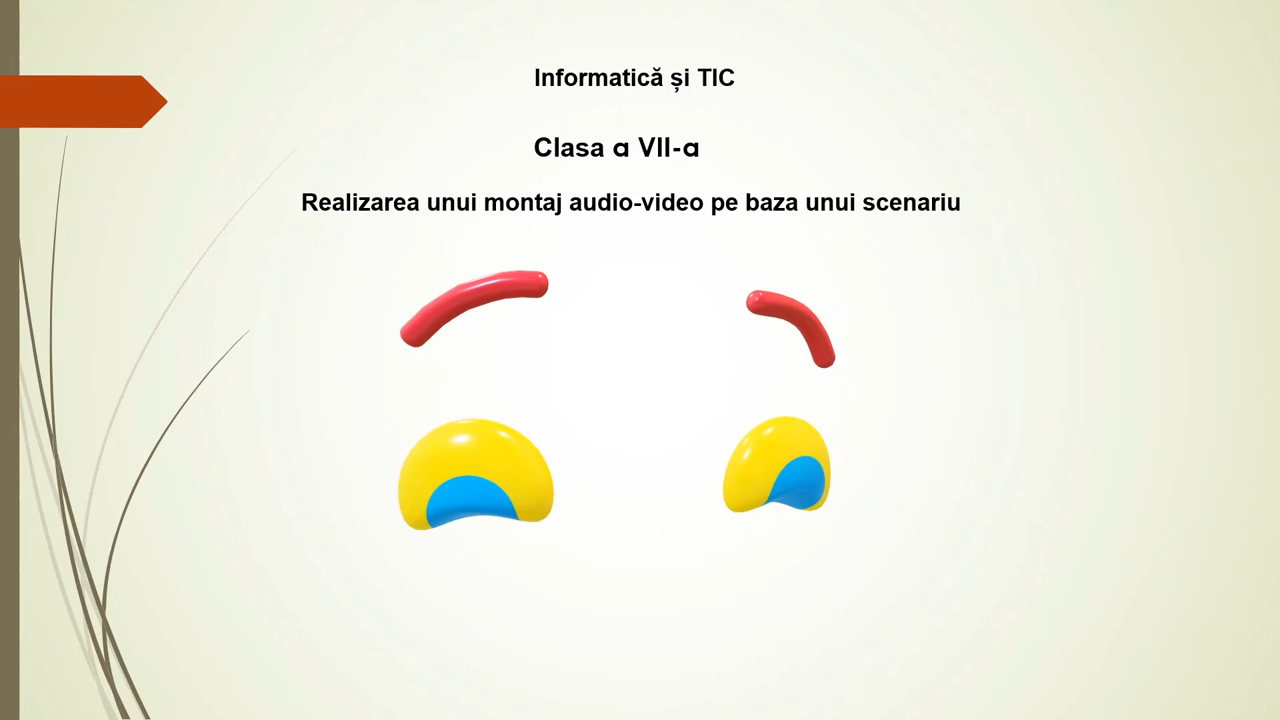 Informatică și TIC
Clasa a VII-a
Realizarea unui montaj audio-video pe baza unui scenariu